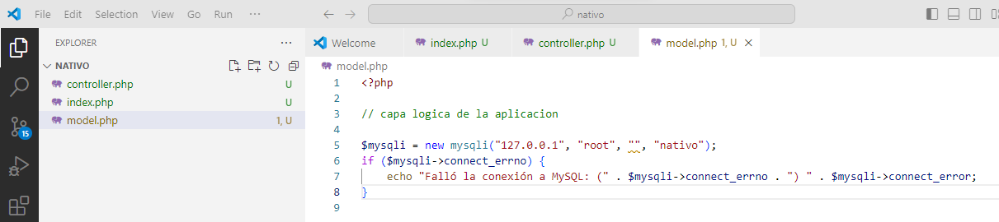 File Edit Selection View Go Run ··· nativo
EXPLORER ···
Welcome index.php U controller.php U model.php 1, U
NATIVO
model.php
controller.php U
index.php U
model.php 1, U
15
1 <?php
2
3 // capa logica de la aplicacion
4
5 $mysqli = new mysqli("127.0.0.1", "root", "", "nativo");
6 if ($mysqli->connect_errno) {
7 echo "Falló la conexión a MySQL: (" . $mysqli->connect_errno . ") " . $mysqli->connect_error;
8 }
9